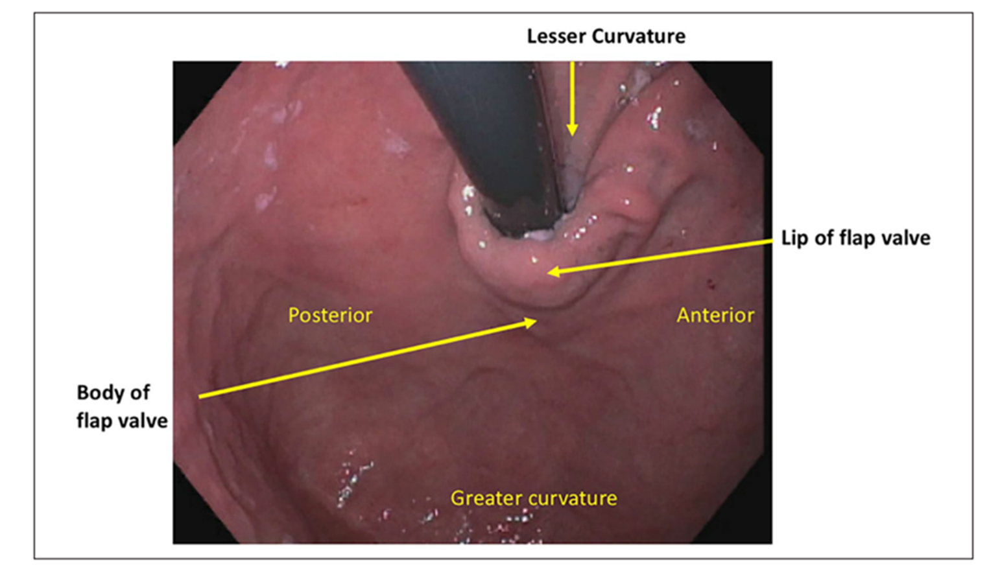 Lesser Curvature
Lip of flap valve
Posterior
Anterior
Body of
flap valve
Greater curvature